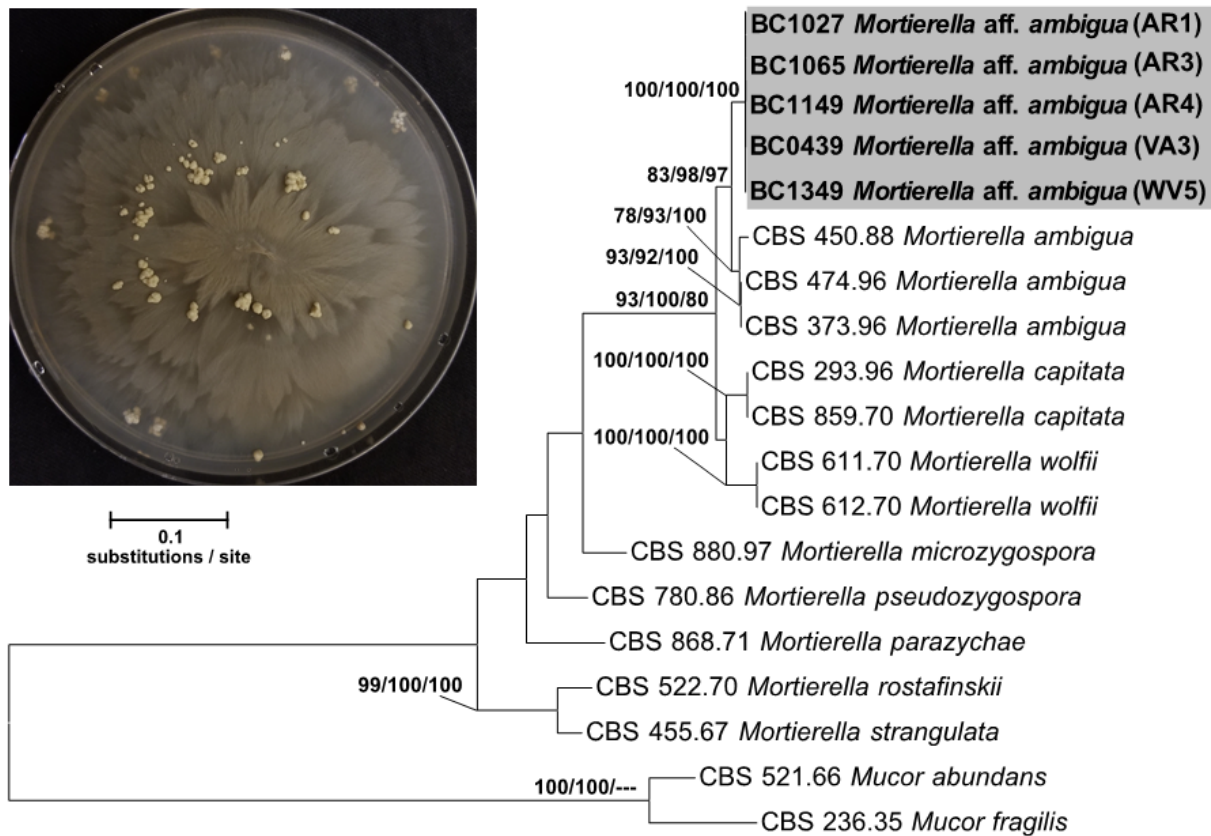 BC1027 Mortierella aff. ambigua (AR1)
BC1065 Mortierella aff. ambigua (AR3)
100/100/100
BC1149 Mortierella aff. ambigua (AR4)
BC0439 Mortierella aff. ambigua (VA3)
83/98/97
BC1349 Mortierella aff. ambigua (WV5)
78/93/100
CBS 450.88 Mortierella ambigua
93/92/100
CBS 474.96 Mortierella ambigua
93/100/80
CBS 373.96 Mortierella ambigua
100/100/100
CBS 293.96 Mortierella capitata
CBS 859.70 Mortierella capitata
100/100/100
CBS 611.70 Mortierella wolfii
CBS 612.70 Mortierella wolfii
0.1
substitutions / site
CBS 880.97 Mortierella microzygospora
CBS 780.86 Mortierella pseudozygospora
CBS 868.71 Mortierella parazychae
99/100/100
CBS 522.70 Mortierella rostafinskii
CBS 455.67 Mortierella strangulata
CBS 521.66 Mucor abundans
100/100/---
CBS 236.35 Mucor fragilis